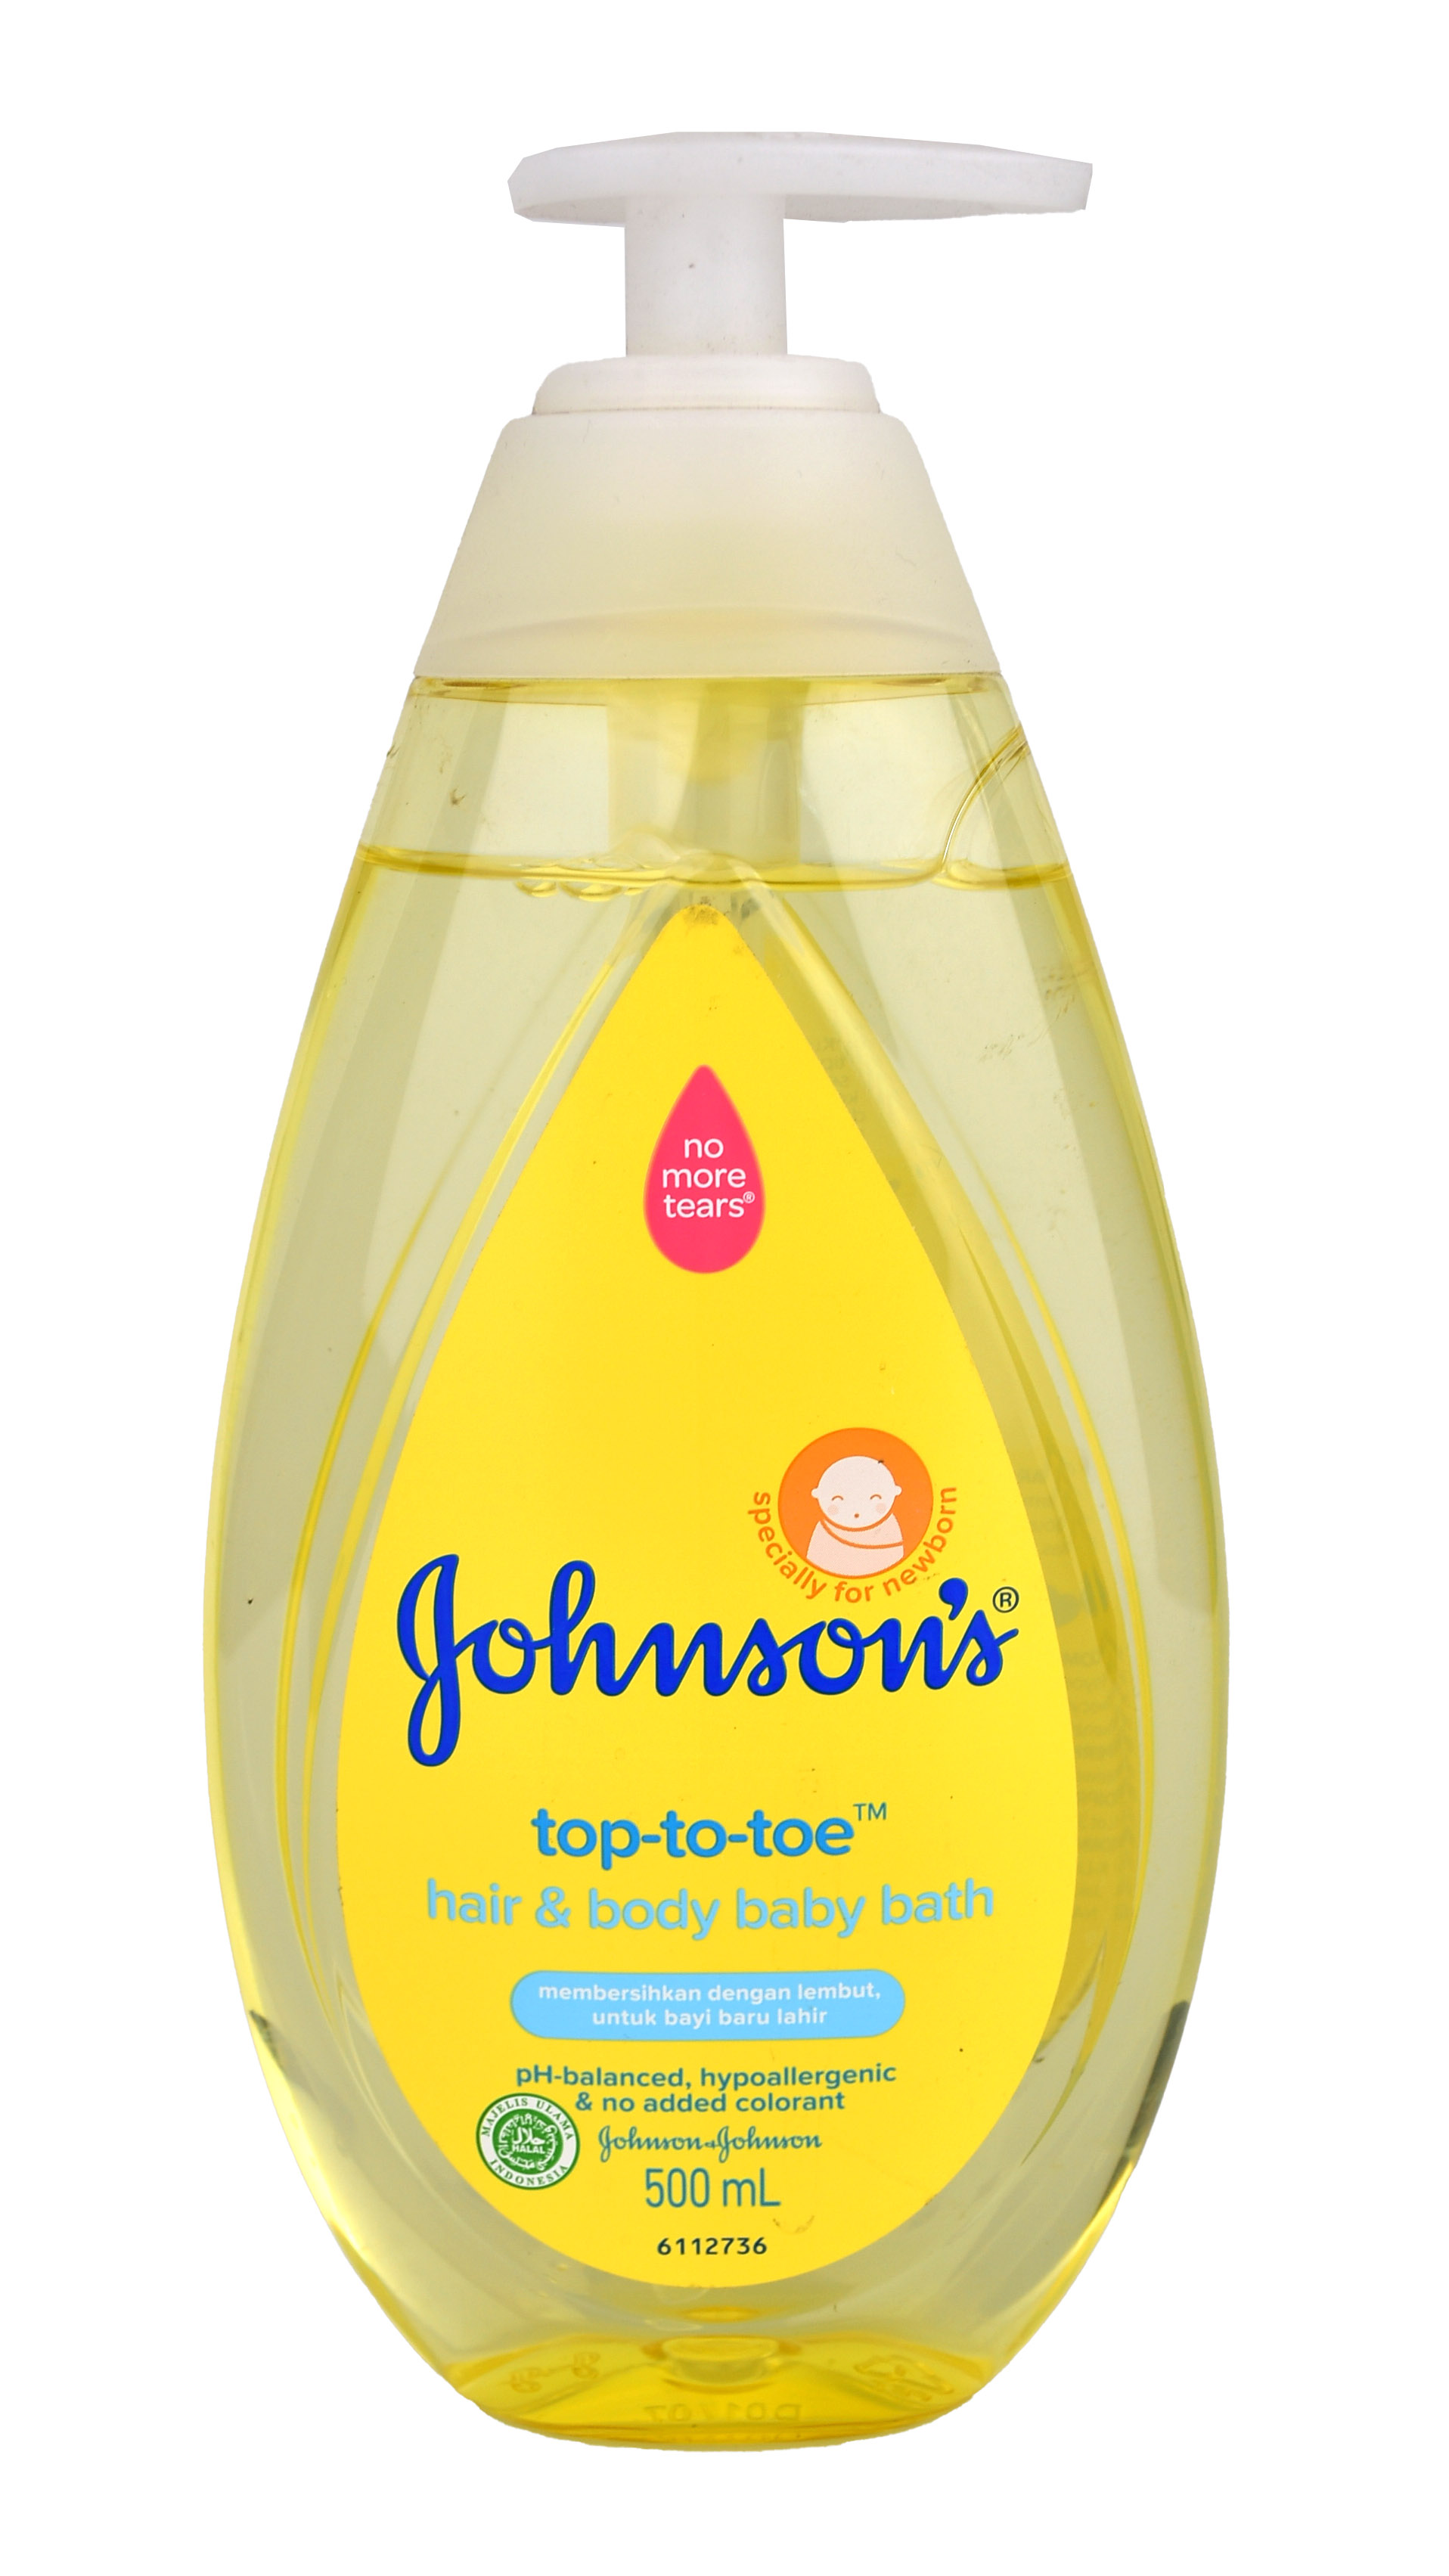 no
more
tears®
specially for newborn
Johnson's®
top-to-toe™
hair & body baby bath
membersihkan dengan lembut,
untuk bayi baru lahir
pH-balanced, hypoallergenic
& no added colorant
MAJELIS ULAMA
حلال
HALAL
INDONESIA
Johnson&Johnson
500 mL
6112736